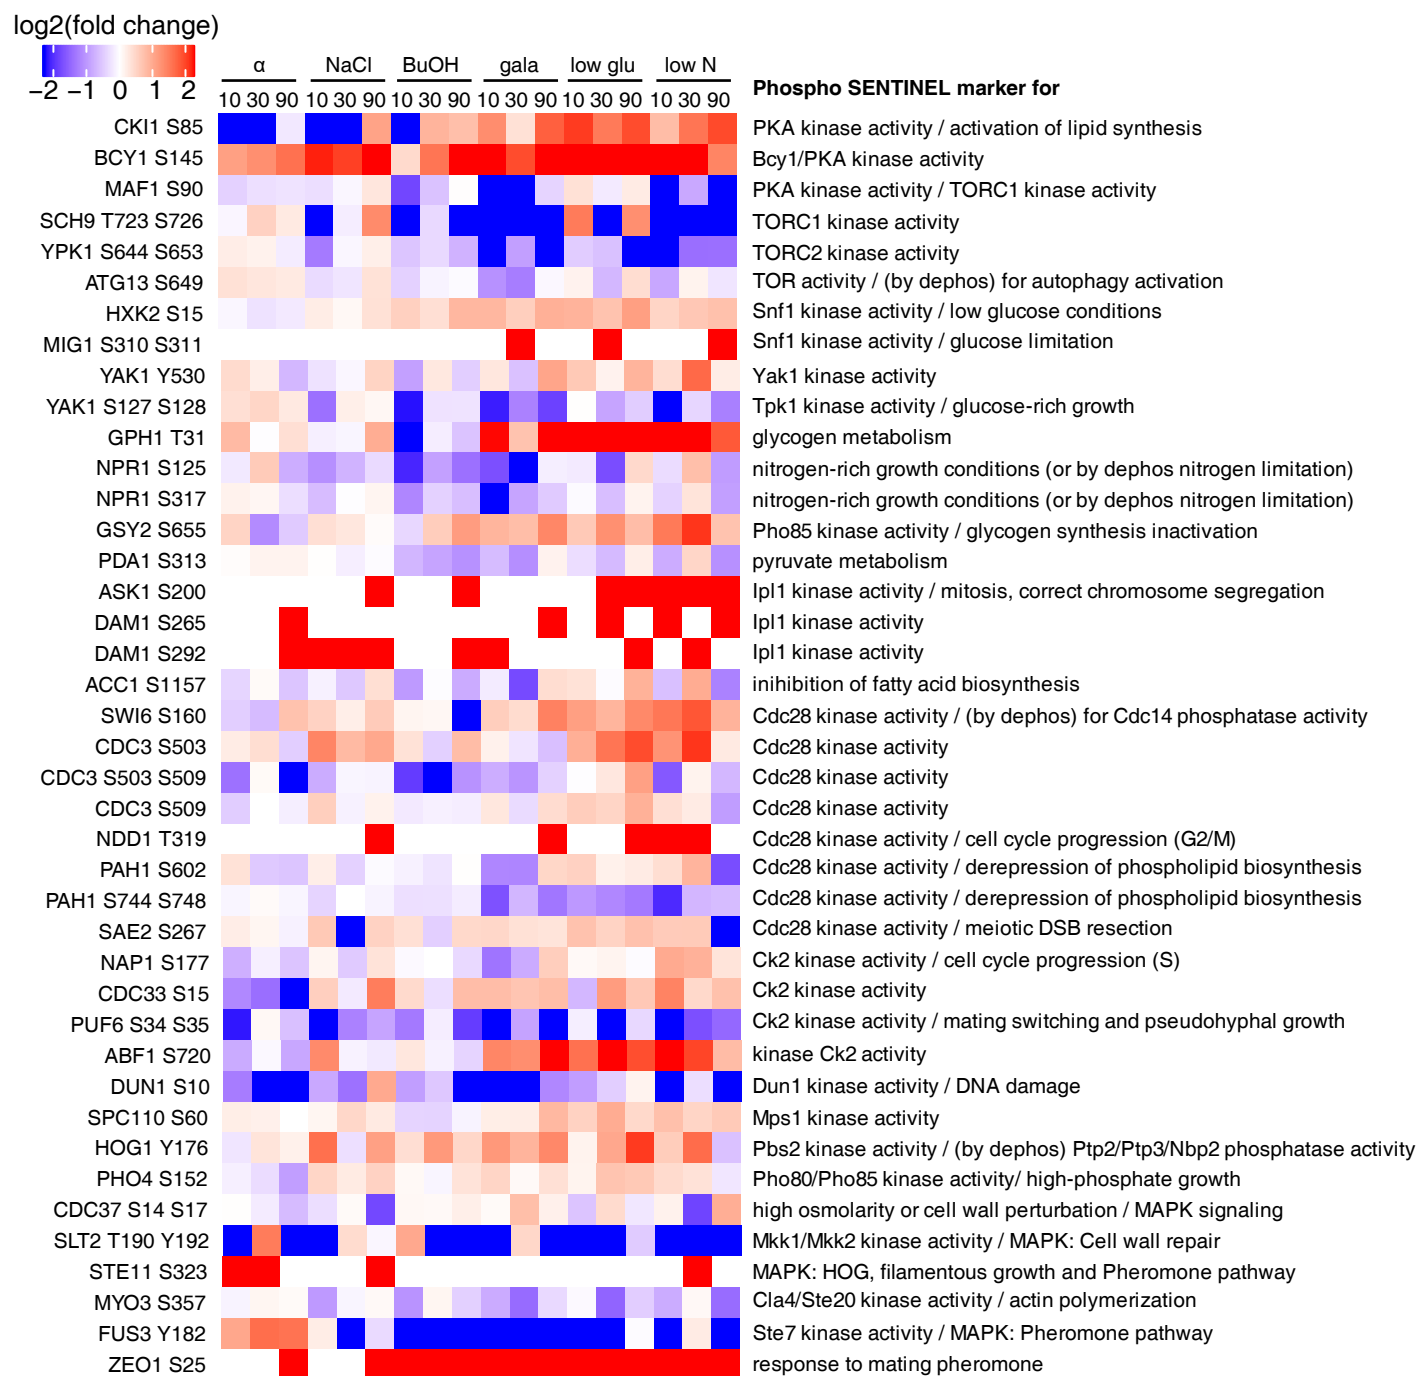 log2(fold change)
−2 −1 0 1 2
α NaCl BuOH gala low glu low N
10 30 90 10 30 90 10 30 90 10 30 90 10 30 90 10 30 90
Phospho SENTINEL marker for
CKI1 S85 PKA kinase activity / activation of lipid synthesis
BCY1 S145 Bcy1/PKA kinase activity
MAF1 S90 PKA kinase activity / TORC1 kinase activity
SCH9 T723 S726 TORC1 kinase activity
YPK1 S644 S653 TORC2 kinase activity
ATG13 S649 TOR activity / (by dephos) for autophagy activation
HXK2 S15 Snf1 kinase activity / low glucose conditions
MIG1 S310 S311 Snf1 kinase activity / glucose limitation
YAK1 Y530 Yak1 kinase activity
YAK1 S127 S128 Tpk1 kinase activity / glucose-rich growth
GPH1 T31 glycogen metabolism
NPR1 S125 nitrogen-rich growth conditions (or by dephos nitrogen limitation)
NPR1 S317 nitrogen-rich growth conditions (or by dephos nitrogen limitation)
GSY2 S655 Pho85 kinase activity / glycogen synthesis inactivation
PDA1 S313 pyruvate metabolism
ASK1 S200 Ipl1 kinase activity / mitosis, correct chromosome segregation
DAM1 S265 Ipl1 kinase activity
DAM1 S292 Ipl1 kinase activity
ACC1 S1157 inihibition of fatty acid biosynthesis
SWI6 S160 Cdc28 kinase activity / (by dephos) for Cdc14 phosphatase activity
CDC3 S503 Cdc28 kinase activity
CDC3 S503 S509 Cdc28 kinase activity
CDC3 S509 Cdc28 kinase activity
NDD1 T319 Cdc28 kinase activity / cell cycle progression (G2/M)
PAH1 S602 Cdc28 kinase activity / derepression of phospholipid biosynthesis
PAH1 S744 S748 Cdc28 kinase activity / derepression of phospholipid biosynthesis
SAE2 S267 Cdc28 kinase activity / meiotic DSB resection
NAP1 S177 Ck2 kinase activity / cell cycle progression (S)
CDC33 S15 Ck2 kinase activity
PUF6 S34 S35 Ck2 kinase activity / mating switching and pseudohyphal growth
ABF1 S720 kinase Ck2 activity
DUN1 S10 Dun1 kinase activity / DNA damage
SPC110 S60 Mps1 kinase activity
HOG1 Y176 Pbs2 kinase activity / (by dephos) Ptp2/Ptp3/Nbp2 phosphatase activity
PHO4 S152 Pho80/Pho85 kinase activity/ high-phosphate growth
CDC37 S14 S17 high osmolarity or cell wall perturbation / MAPK signaling
SLT2 T190 Y192 Mkk1/Mkk2 kinase activity / MAPK: Cell wall repair
STE11 S323 MAPK: HOG, filamentous growth and Pheromone pathway
MYO3 S357 Cla4/Ste20 kinase activity / actin polymerization
FUS3 Y182 Ste7 kinase activity / MAPK: Pheromone pathway
ZEO1 S25 response to mating pheromone